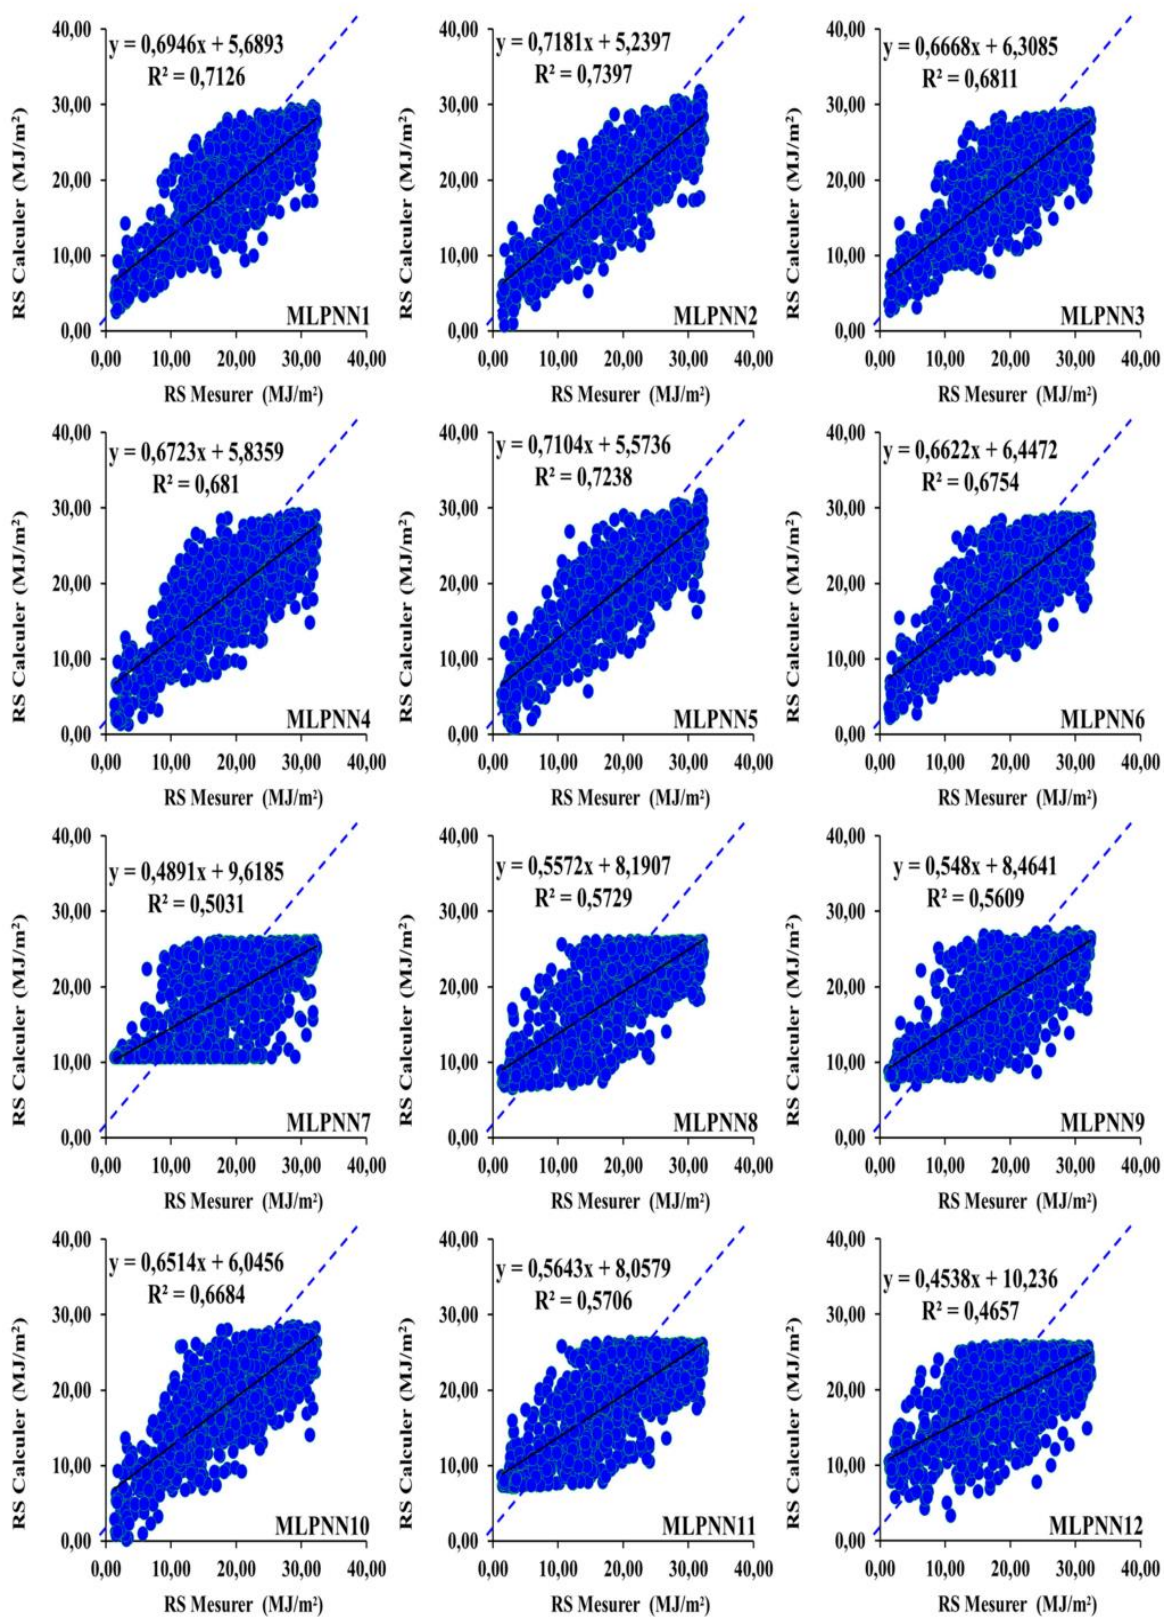 y = 0,6946x + 5,6893
R² = 0,7126
RS Calculer (MJ/m²)
40,00
30,00
20,00
10,00
0,00
MLPNN1
0,00 10,00 20,00 30,00 40,00
RS Mesurer (MJ/m²)
y = 0,7181x + 5,2397
R² = 0,7397
RS Calculer (MJ/m²)
40,00
30,00
20,00
10,00
0,00
MLPNN2
0,00 10,00 20,00 30,00 40,00
RS Mesurer (MJ/m²)
y = 0,6668x + 6,3085
R² = 0,6811
RS Calculer (MJ/m²)
40,00
30,00
20,00
10,00
0,00
MLPNN3
0,00 10,00 20,00 30,00 40,00
RS Mesurer (MJ/m²)
y = 0,6723x + 5,8359
R² = 0,681
RS Calculer (MJ/m²)
40,00
30,00
20,00
10,00
0,00
MLPNN4
0,00 10,00 20,00 30,00 40,00
RS Mesurer (MJ/m²)
y = 0,7104x + 5,5736
R² = 0,7238
RS Calculer (MJ/m²)
40,00
30,00
20,00
10,00
0,00
MLPNN5
0,00 10,00 20,00 30,00 40,00
RS Mesurer (MJ/m²)
y = 0,6622x + 6,4472
R² = 0,6754
RS Calculer (MJ/m²)
40,00
30,00
20,00
10,00
0,00
MLPNN6
0,00 10,00 20,00 30,00 40,00
RS Mesurer (MJ/m²)
y = 0,4891x + 9,6185
R² = 0,5031
RS Calculer (MJ/m²)
40,00
30,00
20,00
10,00
0,00
MLPNN7
0,00 10,00 20,00 30,00 40,00
RS Mesurer (MJ/m²)
y = 0,5572x + 8,1907
R² = 0,5729
RS Calculer (MJ/m²)
40,00
30,00
20,00
10,00
0,00
MLPNN8
0,00 10,00 20,00 30,00 40,00
RS Mesurer (MJ/m²)
y = 0,548x + 8,4641
R² = 0,5609
RS Calculer (MJ/m²)
40,00
30,00
20,00
10,00
0,00
MLPNN9
0,00 10,00 20,00 30,00 40,00
RS Mesurer (MJ/m²)
y = 0,6514x + 6,0456
R² = 0,6684
RS Calculer (MJ/m²)
40,00
30,00
20,00
10,00
0,00
MLPNN10
0,00 10,00 20,00 30,00 40,00
RS Mesurer (MJ/m²)
y = 0,5643x + 8,0579
R² = 0,5706
RS Calculer (MJ/m²)
40,00
30,00
20,00
10,00
0,00
MLPNN11
0,00 10,00 20,00 30,00 40,00
RS Mesurer (MJ/m²)
y = 0,4538x + 10,236
R² = 0,4657
RS Calculer (MJ/m²)
40,00
30,00
20,00
10,00
0,00
MLPNN12
0,00 10,00 20,00 30,00 40,00
RS Mesurer (MJ/m²)